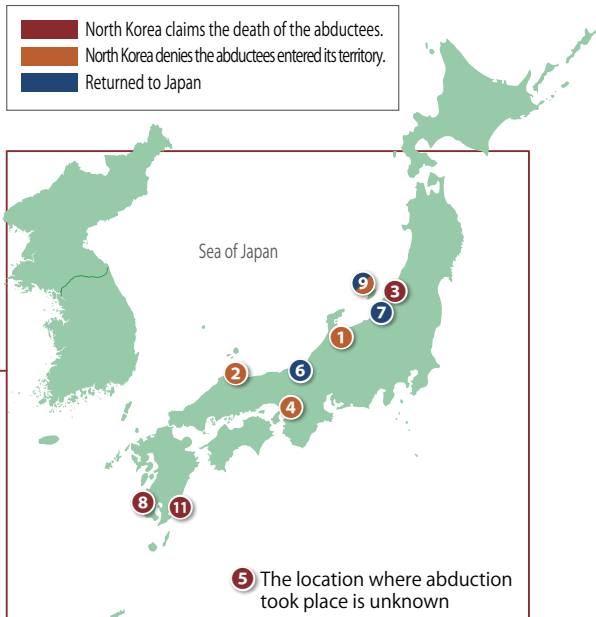 North Korea claims the death of the abductees.
North Korea denies the abductees entered its territory.
Returned to Japan
Sea of Japan
9
3
7
1
2
6
4
8
11
5 The location where abduction
took place is unknown